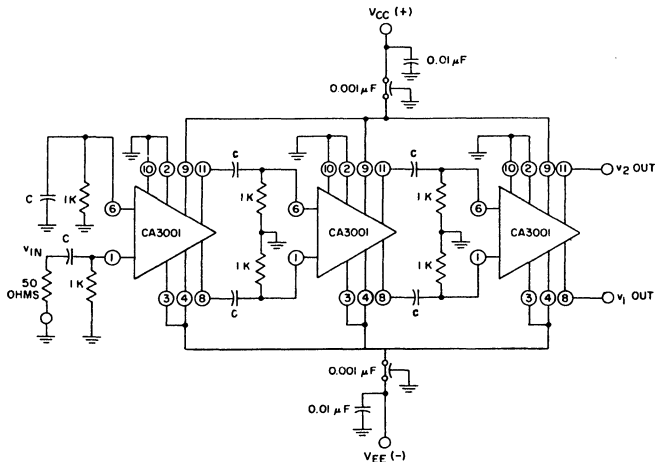 VCC (+)
0.01 µF
0.001 µF
10 2 9 11
10 2 9 11
10 2 9 11
C
C
V2 OUT
C
1K
6
1K
6
1K
6
CA3001
CA3001
CA3001
VIN
C
1
1K
1
1K
1
50
OHMS
1K
3 4 8
C
3 4 8
C
3 4 8
V1 OUT
0.001 µF
0.01 µF
VEE (-)